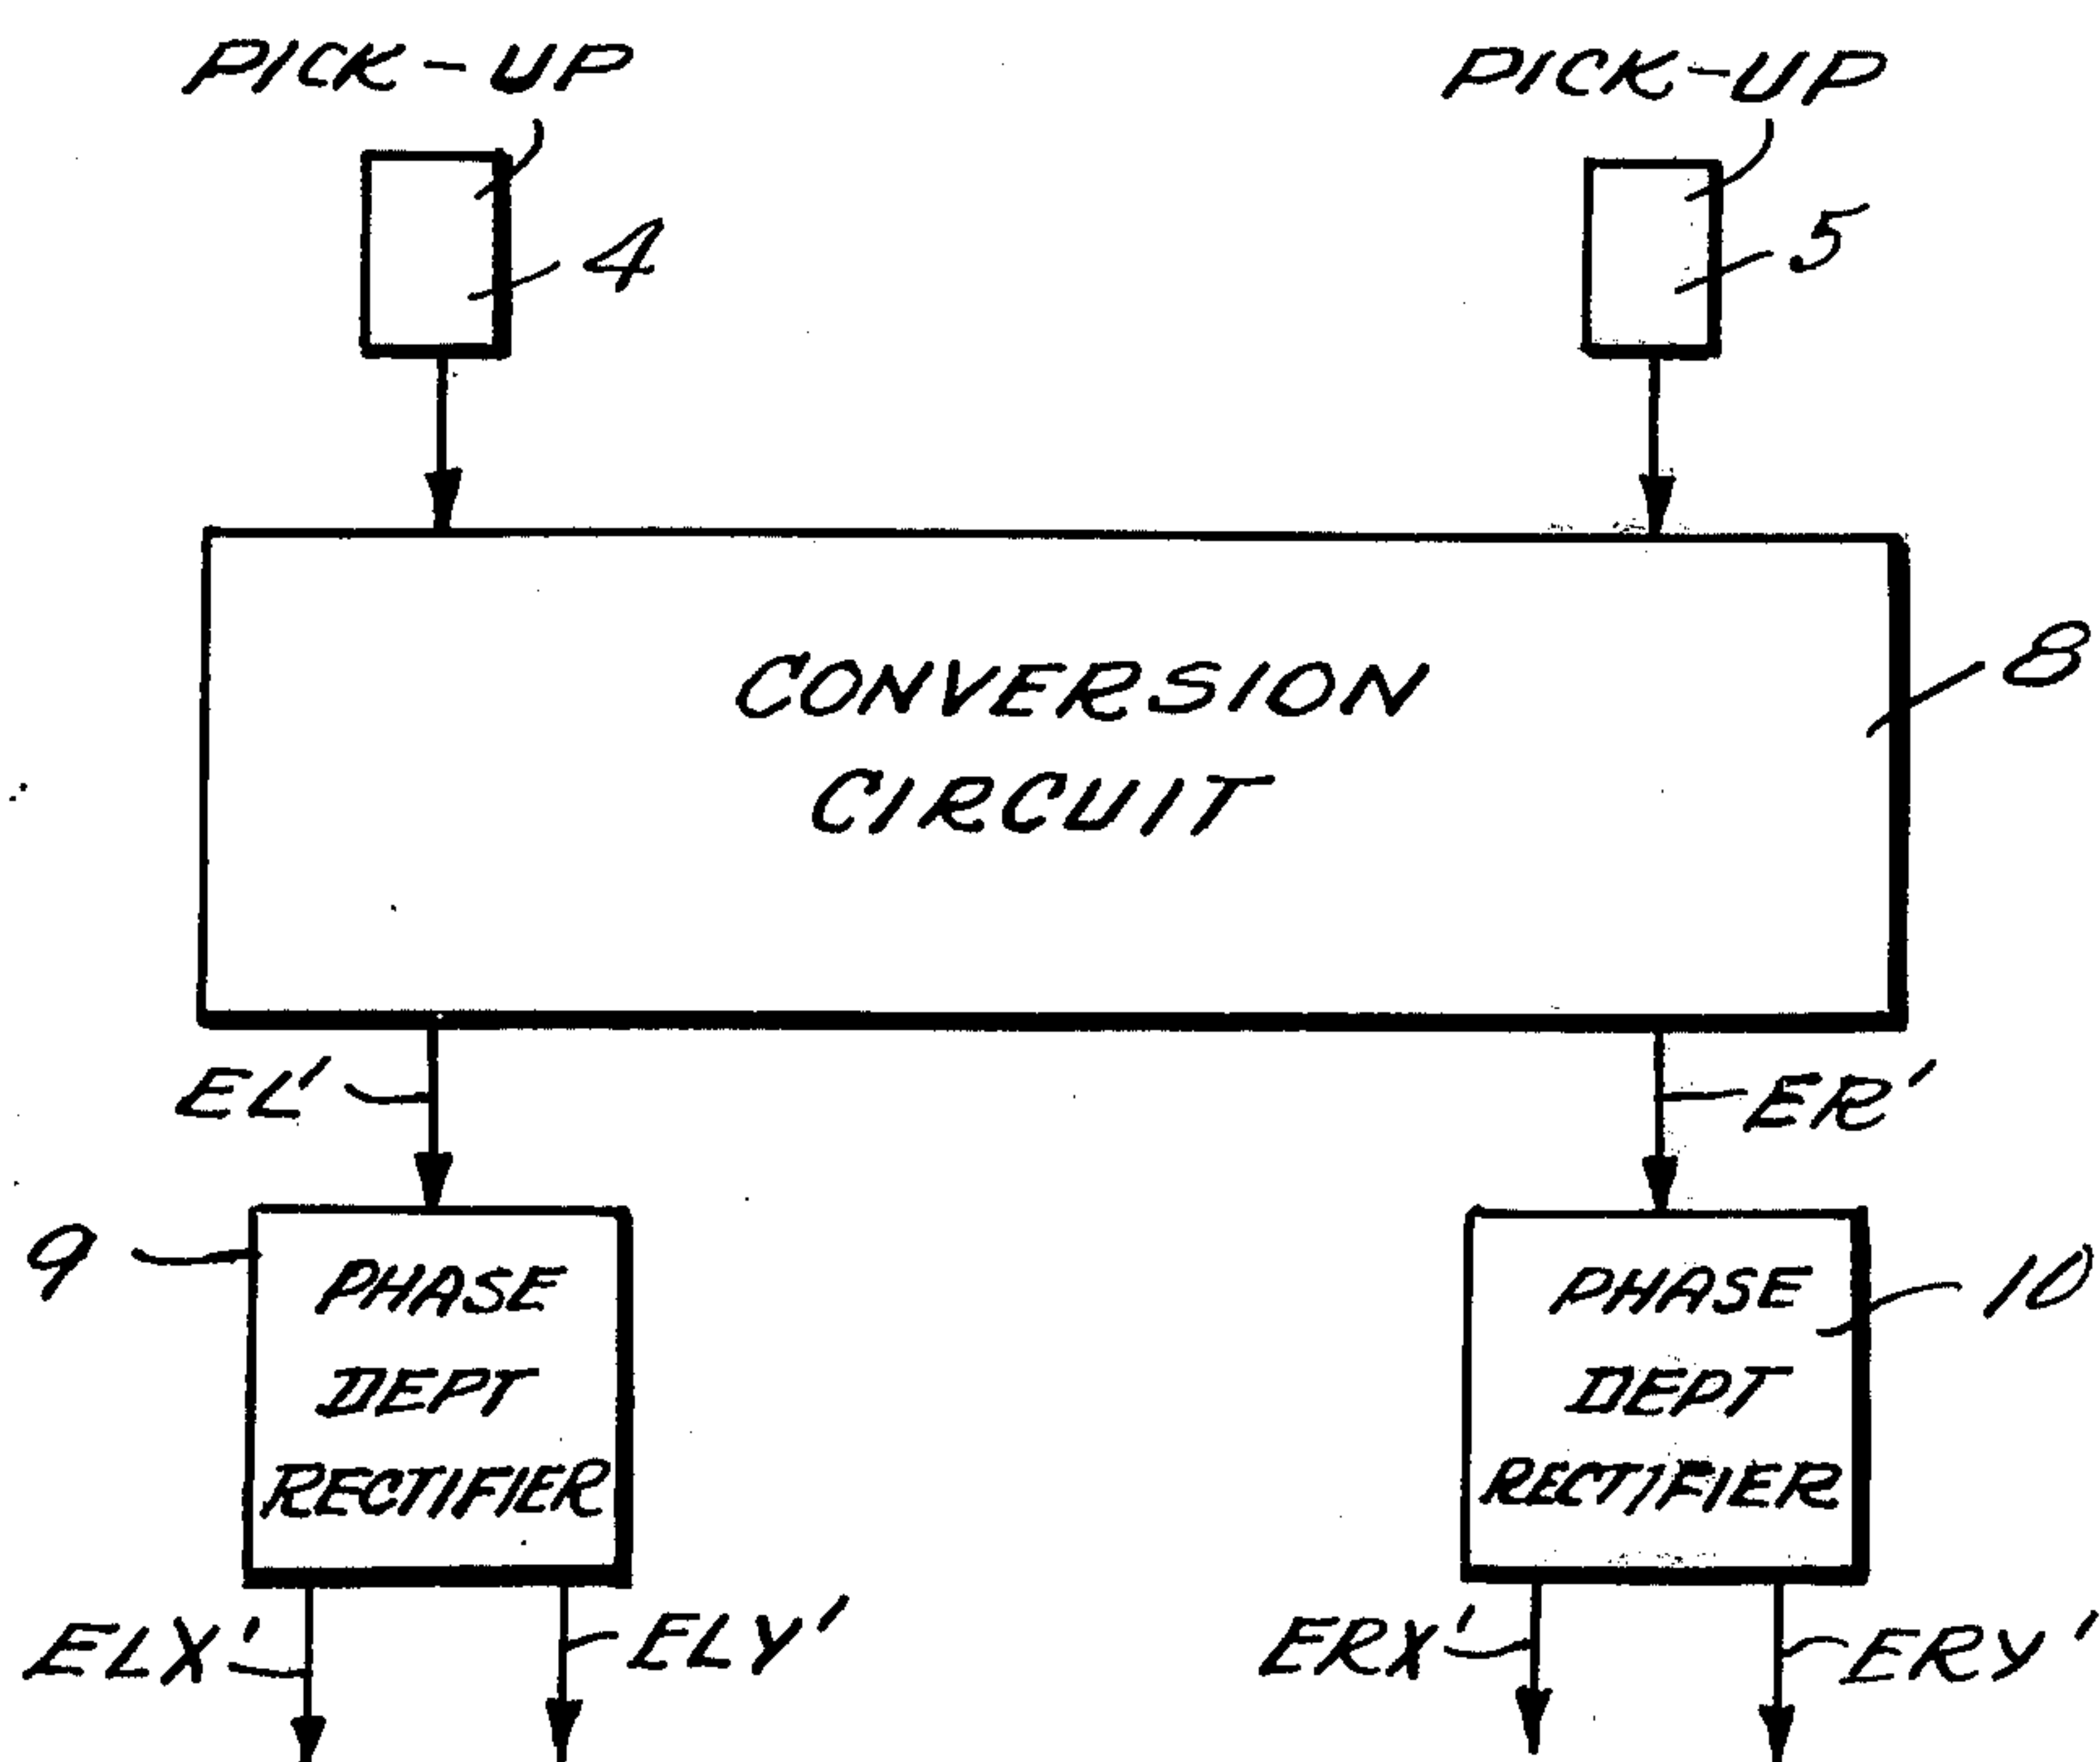 PICK-UP
PICK-UP
4
5
CONVERSION
CIRCUIT
8
EL'
ER'
9
PHASE
DEPT
RECTIFIER
PHASE
DEPT
RECTIFIER
10
ELX'
ELY'
ERX'
ERY'